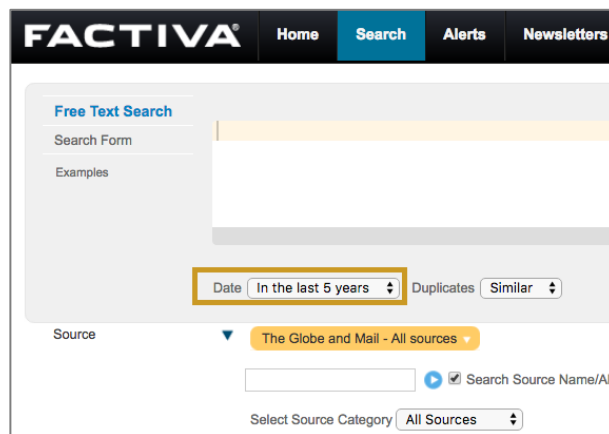 FACTIVA® Home Search Alerts Newsletters
Free Text Search
Search Form
Examples
Date In the last 5 years Duplicates Similar
Source The Globe and Mail - All sources
Search Source Name/Al
Select Source Category All Sources